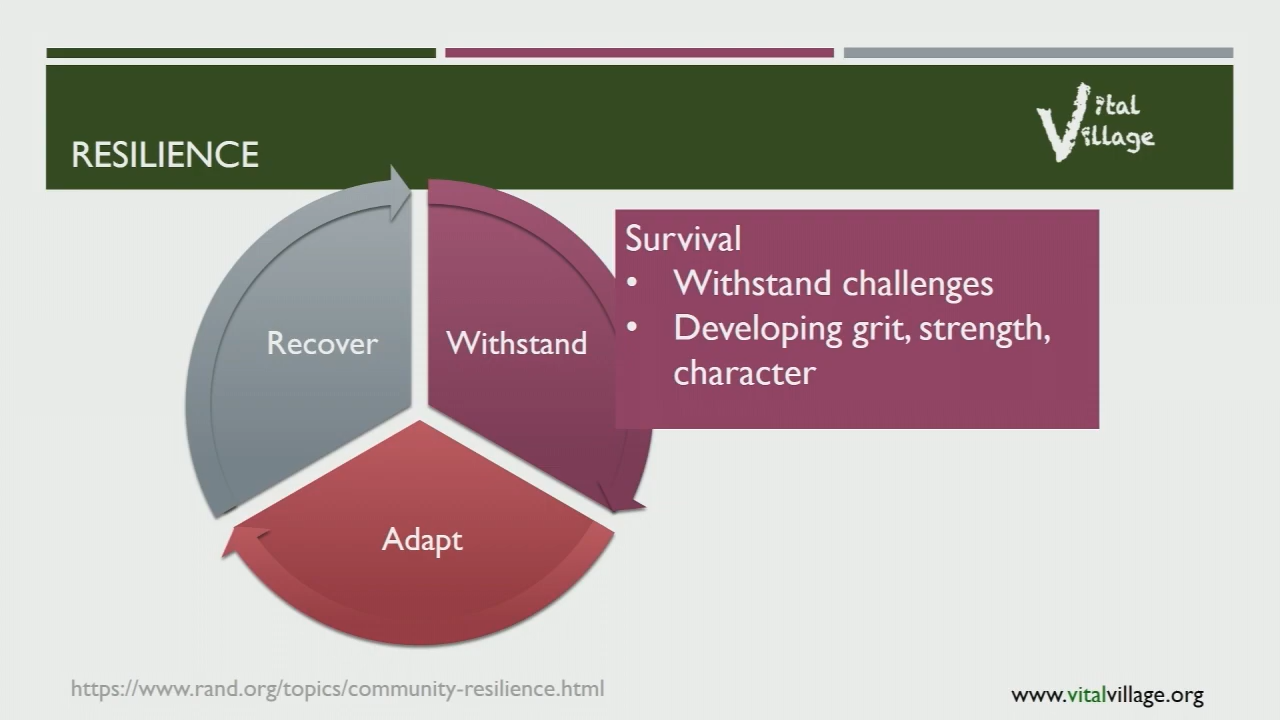 Vital
Village
RESILIENCE
Survival
• Withstand challenges
• Developing grit, strength,
character
Recover
Withstand
Adapt
https://www.rand.org/topics/community-resilience.html
www.vitalvillage.org